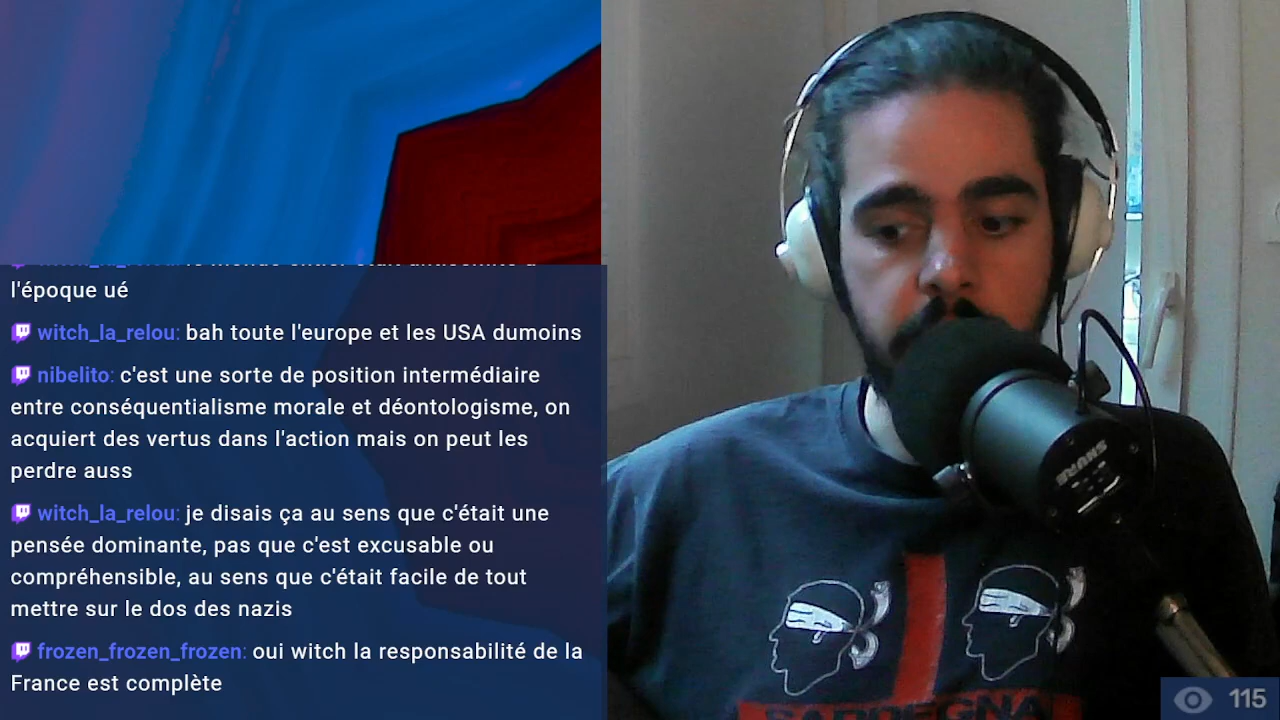 l'époque ué
witch_la_relou: bah toute l'europe et les USA dumoins
nibelito: c'est une sorte de position intermédiaire
entre conséquentialisme morale et déontologisme, on
acquiert des vertus dans l'action mais on peut les
perdre auss
witch_la_relou: je disais ça au sens que c'était une
pensée dominante, pas que c'est excusable ou
compréhensible, au sens que c'était facile de tout
mettre sur le dos des nazis
frozen_frozen_frozen: oui witch la responsabilité de la
France est complète
SARDEGNA
115